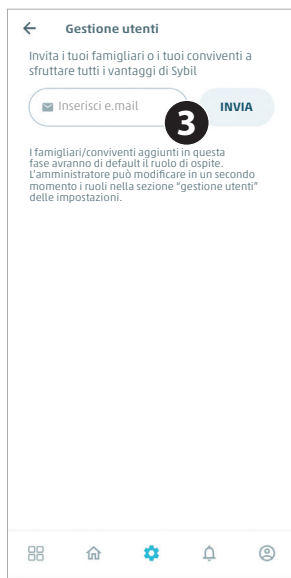 Gestione utenti
Invita i tuoi famigliari o i tuoi conviventi a
sfruttare tutti i vantaggi di Sybil
Inserisci e.mail
3
INVIA
I famigliari/conviventi aggiunti in questa
fase avranno di default il ruolo di ospite.
L'amministratore può modificare in un secondo
momento i ruoli nella sezione "gestione utenti"
delle impostazioni.